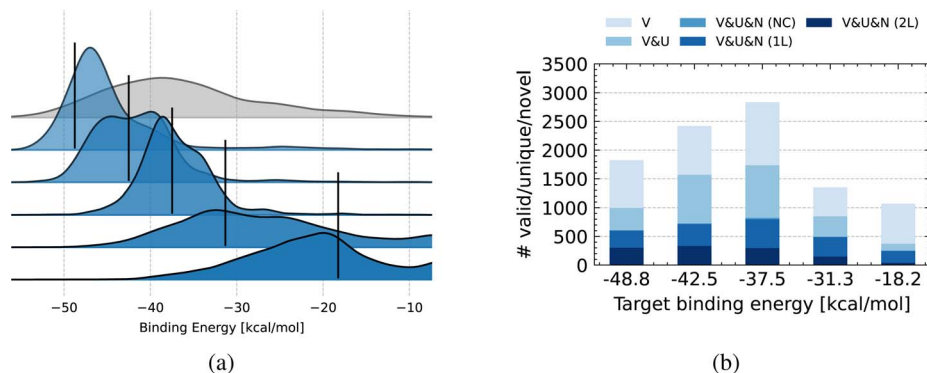 −50 −40 −30 −20 −10
Binding Energy [kcal/mol]
(a)
V V&U&N (NC) V&U&N (2L)
V&U V&U&N (1L)
3500
3000
2500
2000
1500
1000
500
0
# valid/unique/novel
-48.8 -42.5 -37.5 -31.3 -18.2
Target binding energy [kcal/mol]
(b)